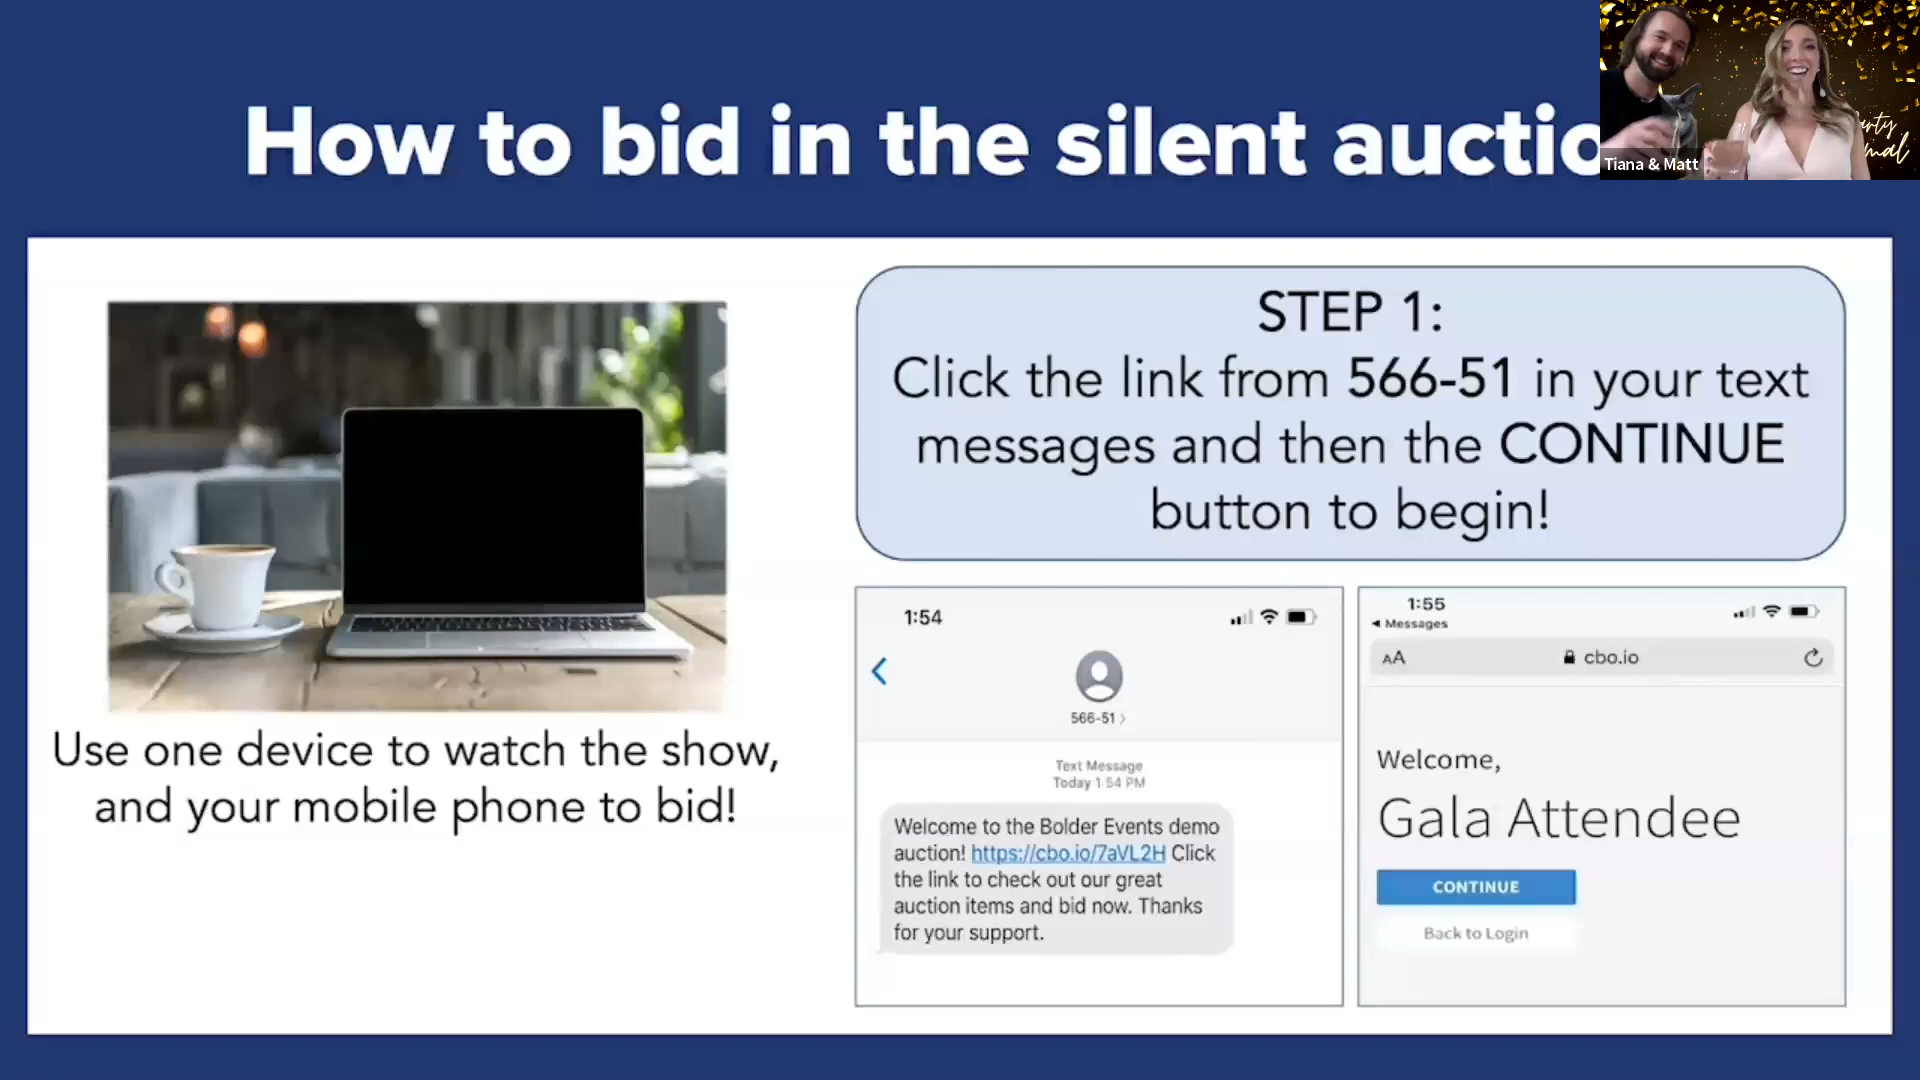 How to bid in the silent auctio
arty
mal
Tiana & Matt
STEP 1:
Click the link from 566-51 in your text
messages and then the CONTINUE
button to begin!
Use one device to watch the show,
and your mobile phone to bid!
1:54
566-51 >
Text Message
Today 1:54 PM
Welcome to the Bolder Events demo
auction! https://cbo.io/7aVL2H Click
the link to check out our great
auction items and bid now. Thanks
for your support.
1:55
Messages
AA cbo.io
Welcome,
Gala Attendee
CONTINUE
Back to Login